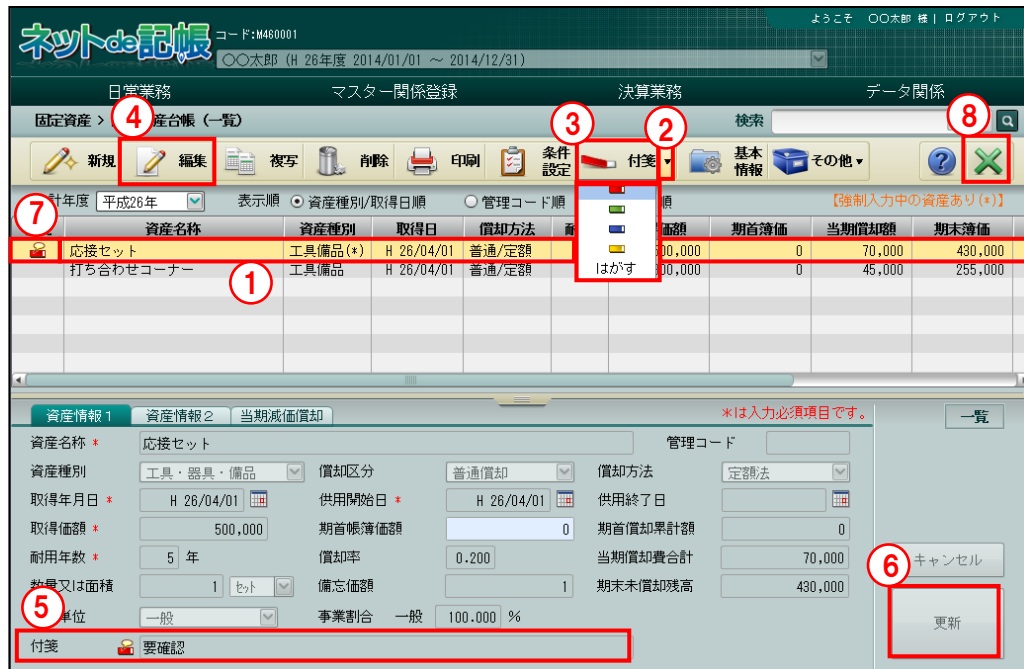 ようこそ　〇〇太郎 様 | ログアウト
ネットde記帳 コード:M460001
〇〇太郎 (H 26年度 2014/01/01 ～ 2014/12/31)
日常業務 マスター関係登録 決算業務 データ関係
固定資産 > ④産台帳 (一覧) ③ ② 検索 ⑧
新規 編集 複写 削除 印刷 条件設定 付箋 基本情報 その他 ?
計年度 平成26年 表示順 資産種別/取得日順 管理コード順 順 【強制入力中の資産あり(*)】
⑦ 資産名称 資産種別 取得日 償却方法 価額 期首簿価 当期償却額 期末簿価
応接セット 工具備品(*) H 26/04/01 普通/定額 00,000 0 70,000 430,000
打ち合わせコーナー 工具備品 H 26/04/01 普通/定額 はがす 00,000 0 45,000 255,000
①
資産情報1 資産情報2 当期減価償却 *は入力必須項目です。 一覧
資産名称 * 応接セット 管理コード
資産種別 工具・器具・備品 償却区分 普通償却 償却方法 定額法
取得年月日 * H 26/04/01 供用開始日 * H 26/04/01 供用終了日
取得価額 * 500,000 期首帳簿価額 0 期首償却累計額 0
耐用年数 * 5 年 償却率 0.200 当期償却費合計 70,000 ⑥ キャンセル
数量又は面積 1 セット 備忘価額 1 期末未償却残高 430,000
⑤ 単位 一般 事業割合 一般 100.000 % 更新
付箋 要確認